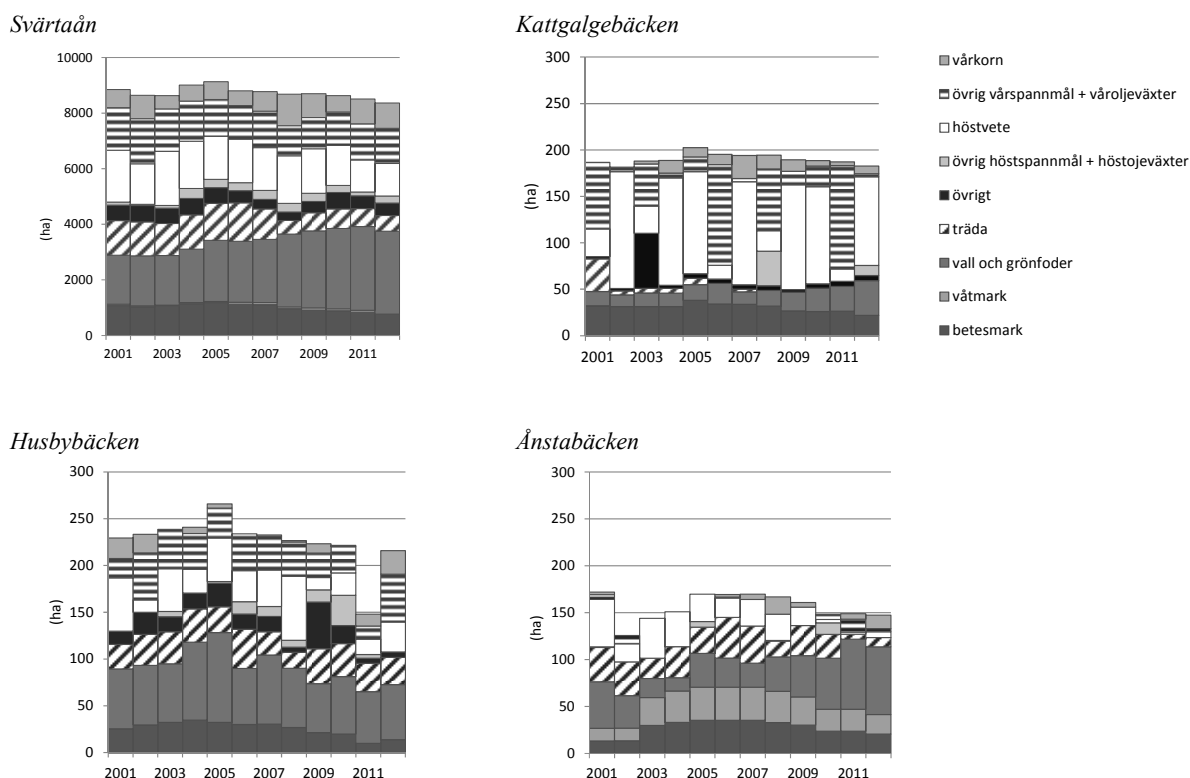 Svärtaån
10000
8000
6000
4000
2000
0
(ha)
2001 2003 2005 2007 2009 2011
Kattgalgebäcken
300
250
200
150
100
50
0
(ha)
2001 2003 2005 2007 2009 2011
vårkorn
övrig vårspannmål + våroljeväxter
höstvete
övrig höstspannmål + höstojeväxter
övrigt
träda
vall och grönfoder
våtmark
betesmark
Husbybäcken
300
250
200
150
100
50
0
(ha)
2001 2003 2005 2007 2009 2011
Ånstabäcken
300
250
200
150
100
50
0
(ha)
2001 2003 2005 2007 2009 2011